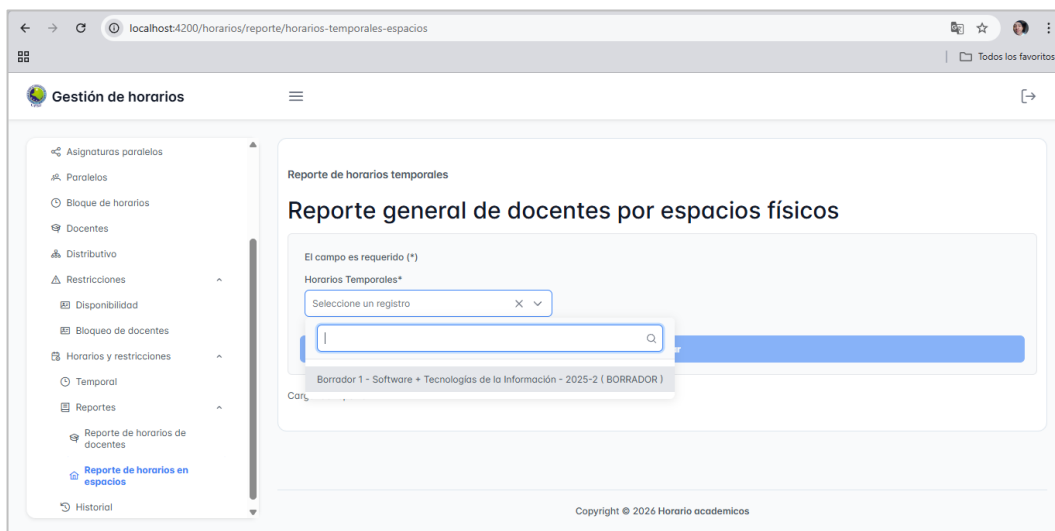 localhost:4200/horarios/reporte/horarios-temporales-espacios
Todos los favoritos
Gestión de horarios
Asignaturas paralelos
Paralelos
Bloque de horarios
Docentes
Distributivo
Restricciones
Disponibilidad
Bloqueo de docentes
Horarios y restricciones
Temporal
Reportes
Reporte de horarios de
docentes
Reporte de horarios en
espacios
Historial
Reporte de horarios temporales
Reporte general de docentes por espacios físicos
El campo es requerido (*)
Horarios Temporales*
Seleccione un registro
Borrador 1 - Software + Tecnologías de la Información - 2025-2 ( BORRADOR )
Copyright © 2026 Horario academicos